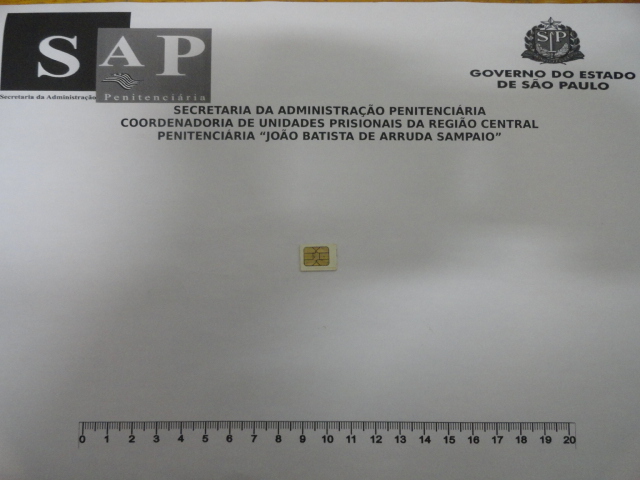 SAP
Secretaria da Administração
Penitenciária
STP
GOVERNO DO ESTADO
DE SÃO PAULO
SECRETARIA DA ADMINISTRAÇÃO PENITENCIÁRIA
COORDENADORIA DE UNIDADES PRISIONAIS DA REGIÃO CENTRAL
PENITENCIÁRIA “JOÃO BATISTA DE ARRUDA SAMPAIO”
0 1 2 3 4 5 6 7 8 9 10 11 12 13 14 15 16 17 18 19 20